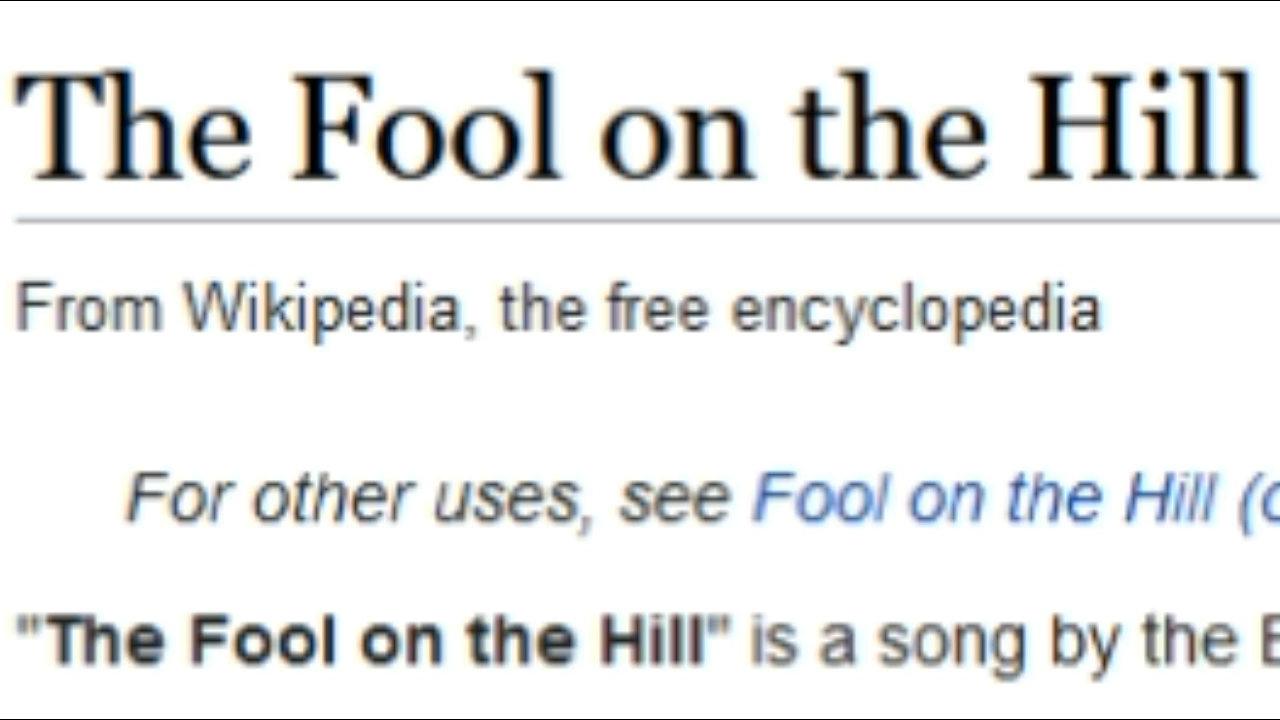 The Fool on the Hill
From Wikipedia, the free encyclopedia
For other uses, see Fool on the Hill (
"The Fool on the Hill" is a song by the